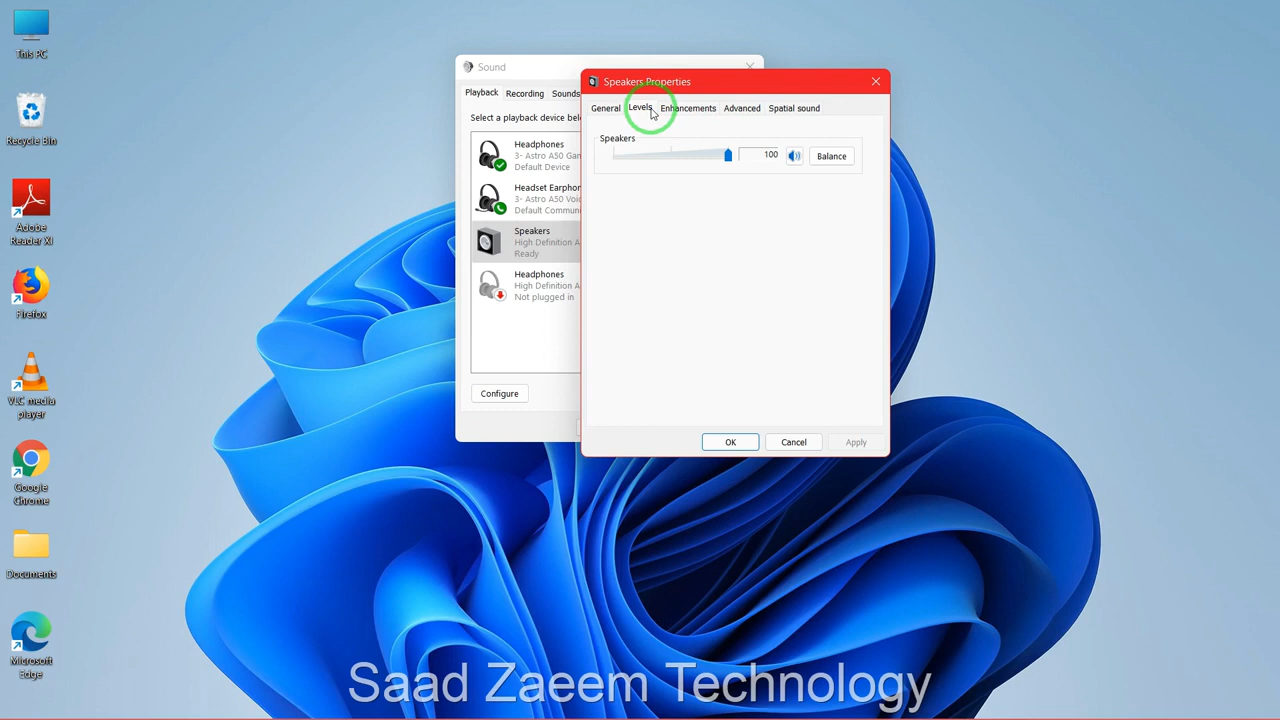 This PC
Recycle Bin
Adobe
Reader XI
Firefox
VLC media
player
Google
Chrome
Documents
Microsoft
Edge
Sound
Playback
Recording
Sounds
Select a playback device bel
Headphones
3- Astro A50 Gan
Default Device
Headset Earphon
3- Astro A50 Voic
Default Commun
Speakers
High Definition A
Ready
Headphones
High Definition A
Not plugged in
Configure
Speakers Properties
General
Levels
Enhancements
Advanced
Spatial sound
Speakers
100
Balance
OK
Cancel
Apply
Saad Zaeem Technology